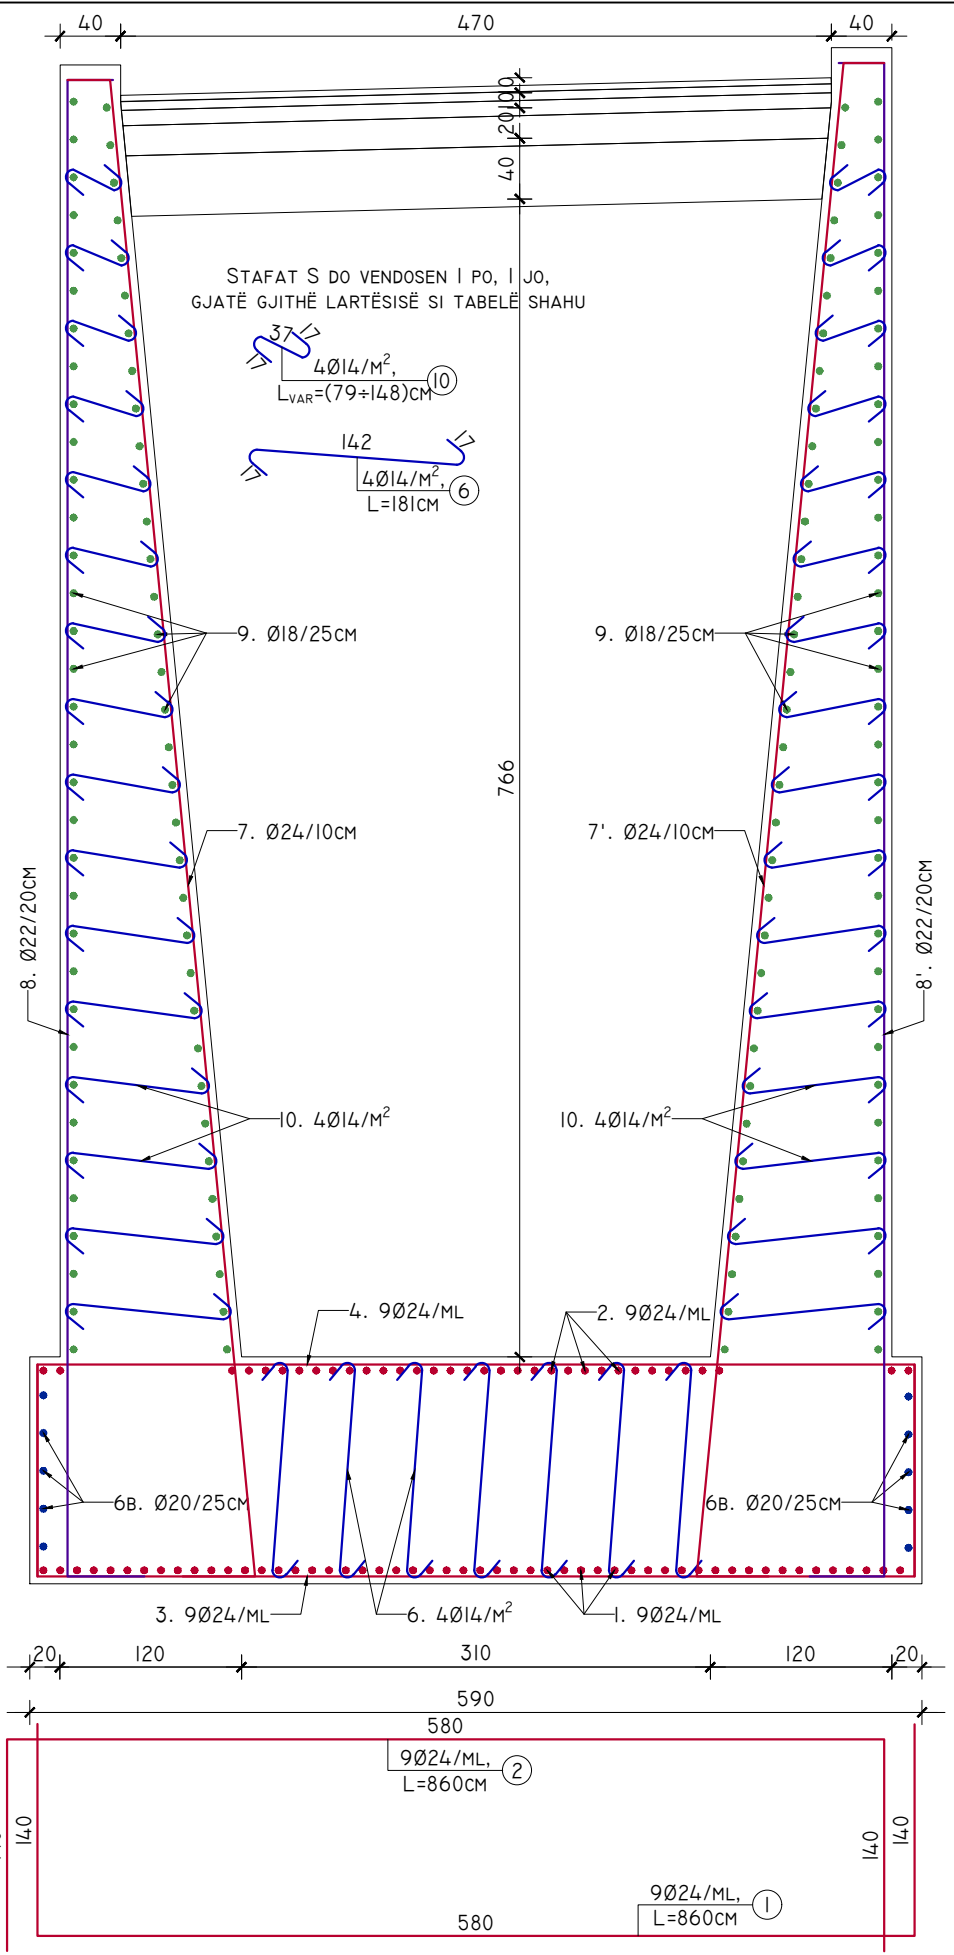 40
470
40
20
40
STAFAT S DO VENDOSEN 1 PO, 1 JO,
GJATË GJITHË LARTËSISË SI TABELË SHAHU
37
17
17
4Ø14/M²,
10
LVAR=(79÷148)CM
142
17
17
4Ø14/M²,
6
L=181CM
9. Ø18/25CM
9. Ø18/25CM
766
7. Ø24/10CM
7'. Ø24/10CM
8. Ø22/20CM
8'. Ø22/20CM
10. 4Ø14/M²
10. 4Ø14/M²
4. 9Ø24/ML
2. 9Ø24/ML
6B. Ø20/25CM
6B. Ø20/25CM
3. 9Ø24/ML
6. 4Ø14/M²
1. 9Ø24/ML
20
120
310
120
20
590
580
9Ø24/ML,
2
L=860CM
140
140
140
9Ø24/ML,
1
L=860CM
580